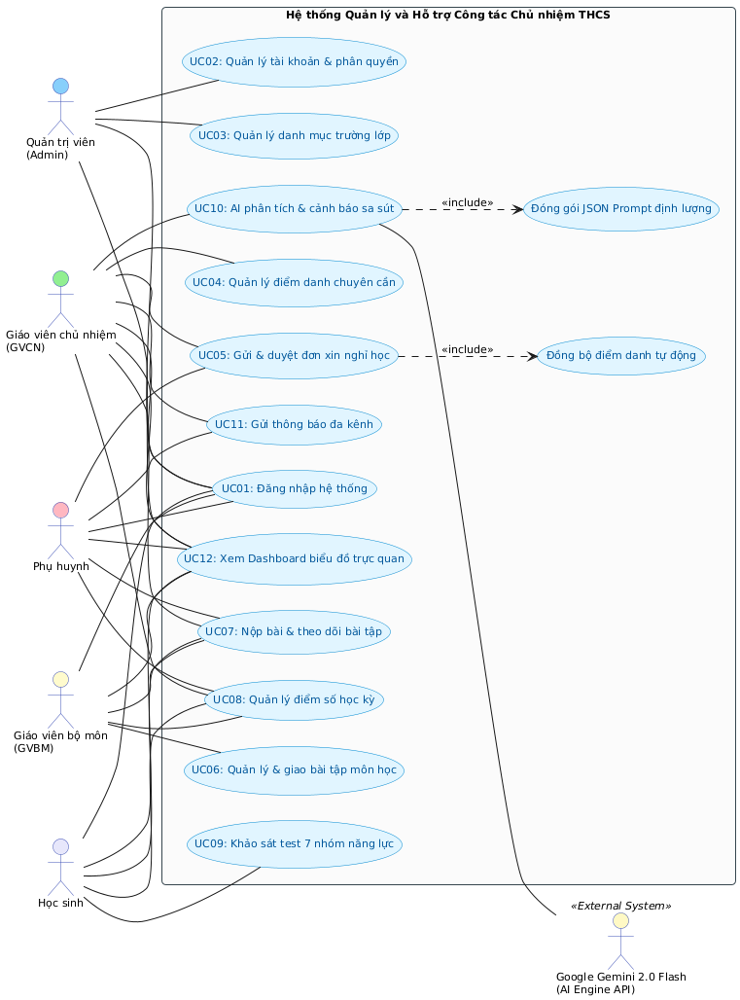 Hệ thống Quản lý và Hỗ trợ Công tác Chủ nhiệm THCS
UC02: Quản lý tài khoản & phân quyền
Quản trị viên
(Admin)
UC03: Quản lý danh mục trường lớp
UC10: AI phân tích & cảnh báo sa sút
«include»
Đóng gói JSON Prompt định lượng
UC04: Quản lý điểm danh chuyên cần
Giáo viên chủ nhiệm
(GVCN)
UC05: Gửi & duyệt đơn xin nghỉ học
«include»
Đồng bộ điểm danh tự động
UC11: Gửi thông báo đa kênh
UC01: Đăng nhập hệ thống
Phụ huynh
UC12: Xem Dashboard biểu đồ trực quan
UC07: Nộp bài & theo dõi bài tập
UC08: Quản lý điểm số học kỳ
Giáo viên bộ môn
(GVBM)
UC06: Quản lý & giao bài tập môn học
UC09: Khảo sát test 7 nhóm năng lực
Học sinh
«External System»
Google Gemini 2.0 Flash
(AI Engine API)